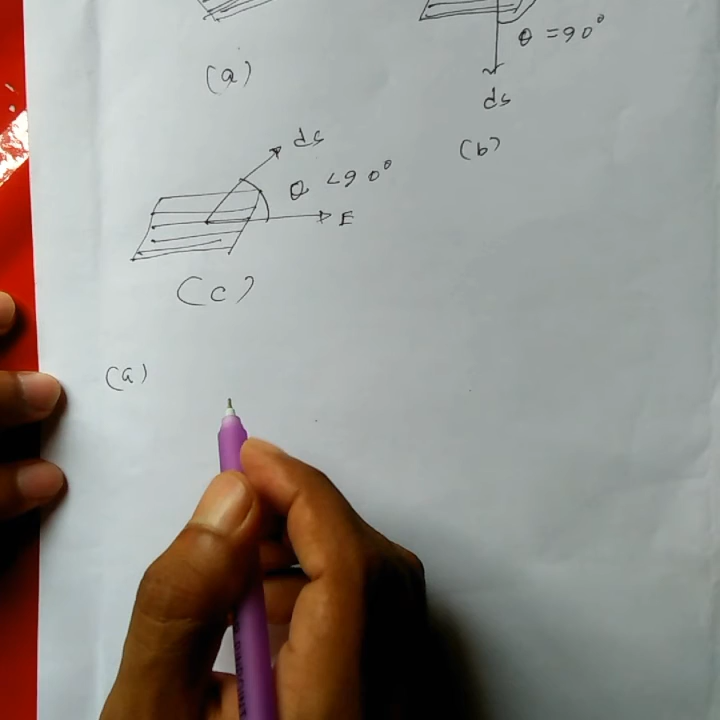 θ = 90°
(a)
ds
(b)
ds
θ < 90°
E
(c)
(a)